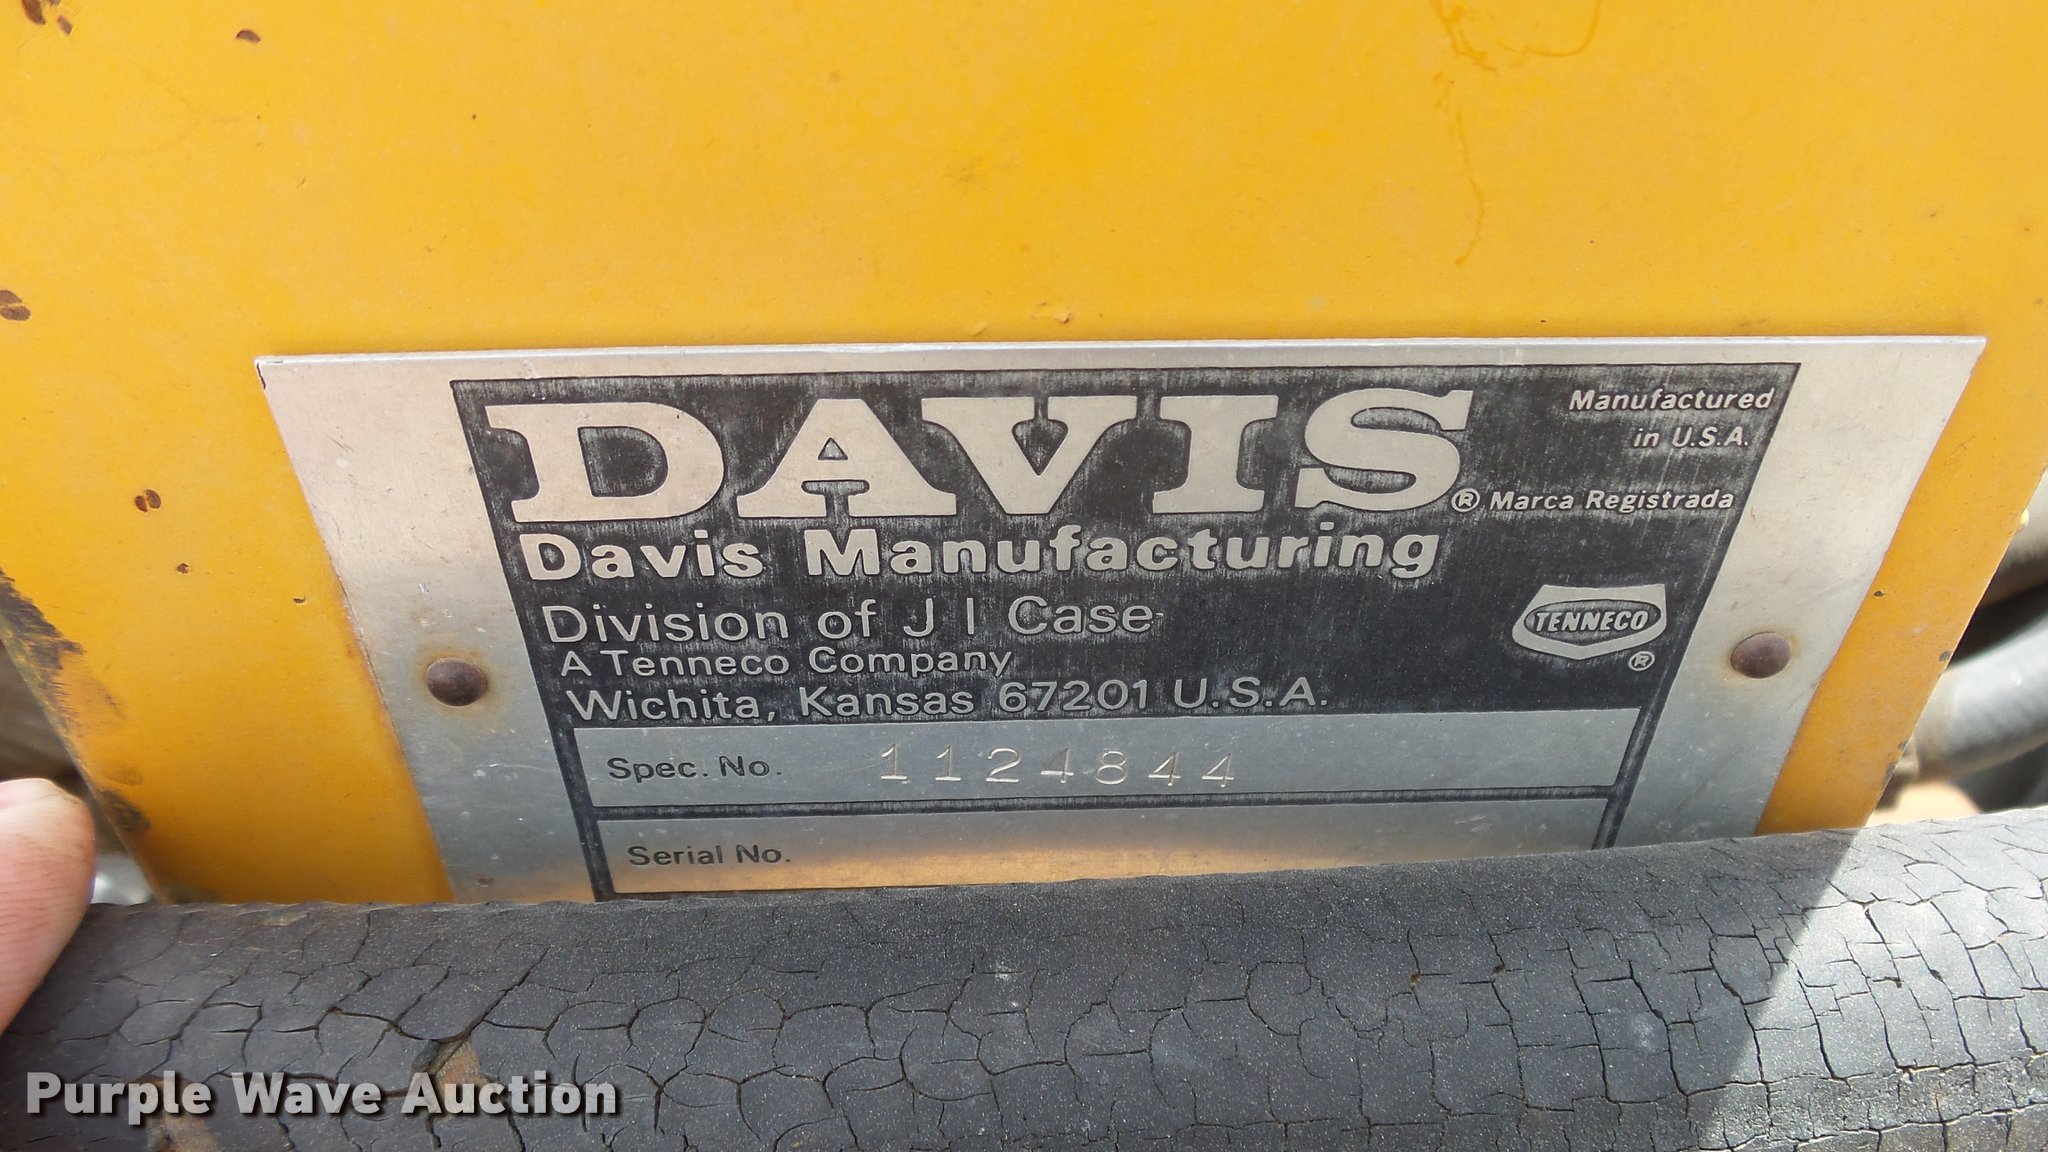 DAVIS
Manufactured
in U.S.A.
® Marca Registrada
Davis Manufacturing
Division of J I Case
A Tenneco Company
Wichita, Kansas 67201 U.S.A.
TENNECO
®
Spec. No. 1124844
Serial No.
Purple Wave Auction